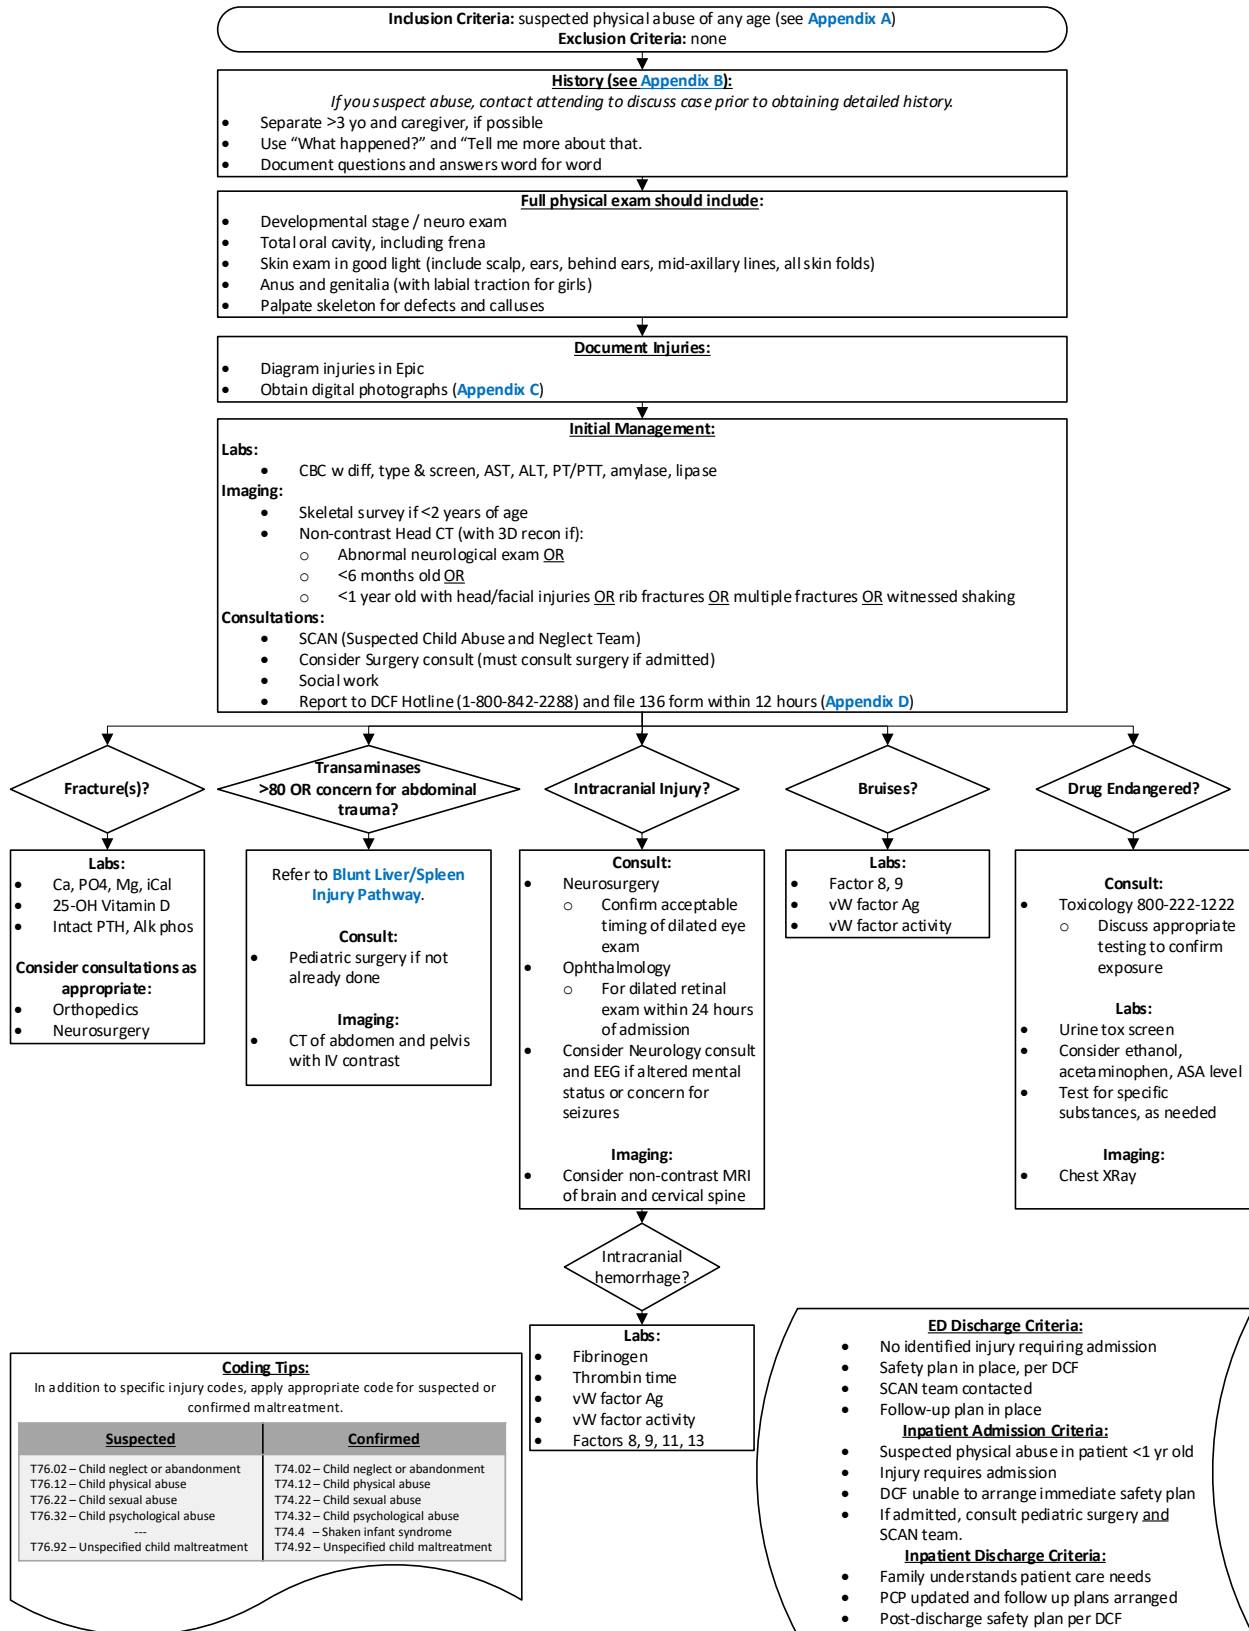 Inclusion Criteria: suspected physical abuse of any age (see Appendix A)
Exclusion Criteria: none
History (see Appendix B):
If you suspect abuse, contact attending to discuss case prior to obtaining detailed history.
• Separate >3 yo and caregiver, if possible
• Use “What happened?” and “Tell me more about that.
• Document questions and answers word for word
Full physical exam should include:
• Developmental stage / neuro exam
• Total oral cavity, including frena
• Skin exam in good light (include scalp, ears, behind ears, mid-axillary lines, all skin folds)
• Anus and genitalia (with labial traction for girls)
• Palpate skeleton for defects and calluses
Document Injuries:
• Diagram injuries in Epic
• Obtain digital photographs (Appendix C)
Initial Management:
Labs:
• CBC w diff, type & screen, AST, ALT, PT/PTT, amylase, lipase
Imaging:
• Skeletal survey if <2 years of age
• Non-contrast Head CT (with 3D recon if):
o Abnormal neurological exam OR
o <6 months old OR
o <1 year old with head/facial injuries OR rib fractures OR multiple fractures OR witnessed shaking
Consultations:
• SCAN (Suspected Child Abuse and Neglect Team)
• Consider Surgery consult (must consult surgery if admitted)
• Social work
• Report to DCF Hotline (1-800-842-2288) and file 136 form within 12 hours (Appendix D)
Fracture(s)?
Labs:
• Ca, PO4, Mg, iCal
• 25-OH Vitamin D
• Intact PTH, Alk phos
Consider consultations as
appropriate:
• Orthopedics
• Neurosurgery
Transaminases
>80 OR concern for abdominal
trauma?
Refer to Blunt Liver/Spleen
Injury Pathway.
Consult:
• Pediatric surgery if not
already done
Imaging:
• CT of abdomen and pelvis
with IV contrast
Intracranial Injury?
Consult:
• Neurosurgery
o Confirm acceptable
timing of dilated eye
exam
• Ophthalmology
o For dilated retinal
exam within 24 hours
of admission
• Consider Neurology consult
and EEG if altered mental
status or concern for
seizures
Imaging:
• Consider non-contrast MRI
of brain and cervical spine
Intracranial
hemorrhage?
Labs:
• Fibrinogen
• Thrombin time
• vW factor Ag
• vW factor activity
• Factors 8, 9, 11, 13
Bruises?
Labs:
• Factor 8, 9
• vW factor Ag
• vW factor activity
Drug Endangered?
Consult:
• Toxicology 800-222-1222
o Discuss appropriate
testing to confirm
exposure
Labs:
• Urine tox screen
• Consider ethanol,
acetaminophen, ASA level
• Test for specific
substances, as needed
Imaging:
• Chest XRay
Coding Tips:
In addition to specific injury codes, apply appropriate code for suspected or
confirmed maltreatment.
Suspected Confirmed
T76.02 – Child neglect or abandonment T74.02 – Child neglect or abandonment
T76.12 – Child physical abuse T74.12 – Child physical abuse
T76.22 – Child sexual abuse T74.22 – Child sexual abuse
T76.32 – Child psychological abuse T74.32 – Child psychological abuse
--- T74.4 – Shaken infant syndrome
T76.92 – Unspecified child maltreatment T74.92 – Unspecified child maltreatment
ED Discharge Criteria:
• No identified injury requiring admission
• Safety plan in place, per DCF
• SCAN team contacted
• Follow-up plan in place
Inpatient Admission Criteria:
• Suspected physical abuse in patient <1 yr old
• Injury requires admission
• DCF unable to arrange immediate safety plan
• If admitted, consult pediatric surgery and
SCAN team.
Inpatient Discharge Criteria:
• Family understands patient care needs
• PCP updated and follow up plans arranged
• Post-discharge safety plan per DCF